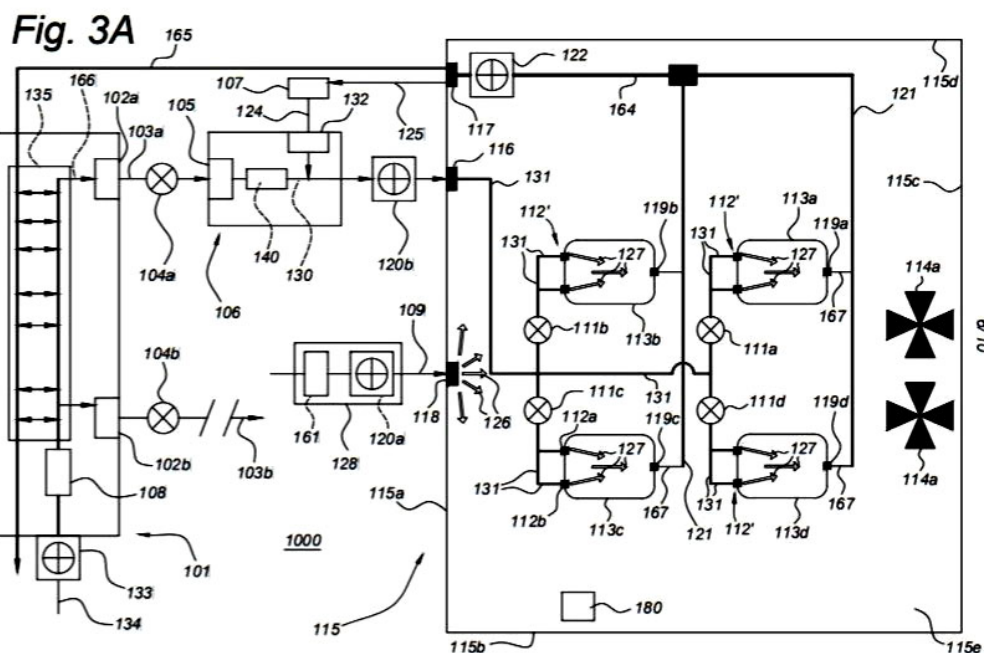 Fig. 3A
165
122
115d
135
166
102a
103a
105
107
124
132
125
117
164
121
116
131
115c
104a
106
140
130
120b
112'
131
119b
127
113b
111b
112'
131
113a
119a
127
167
111a
114a
6/10
104b
109
118
126
131
161
128
120a
102b
103b
108
111c
112a
119c
127
111d
119d
127
114a
115a
131
112b
113c
167
121
131
112'
113d
167
101
1000
133
134
115
180
115b
115e